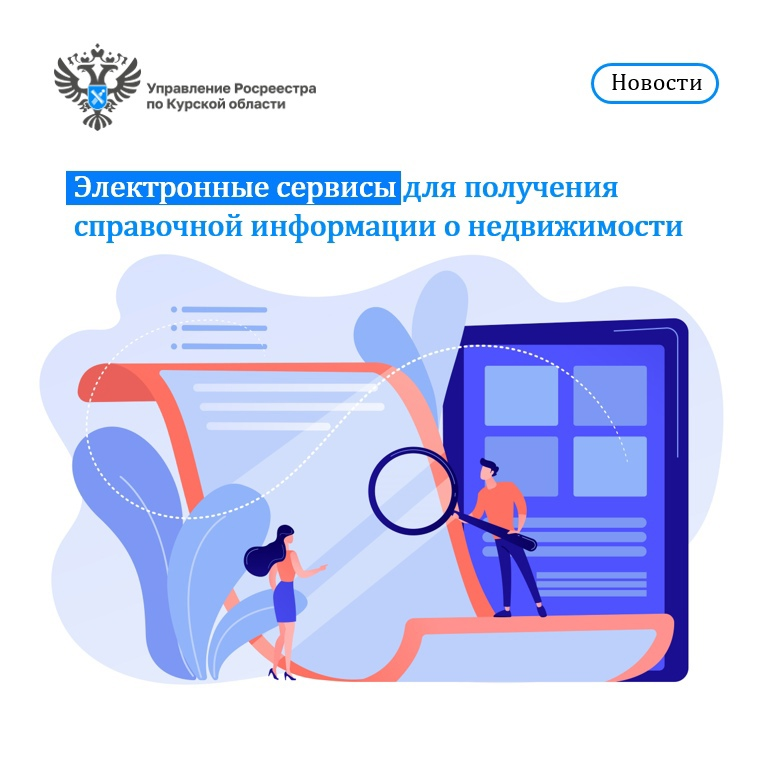 Управление Росреестра
по Курской области
Новости
Электронные сервисы для получения
справочной информации о недвижимости